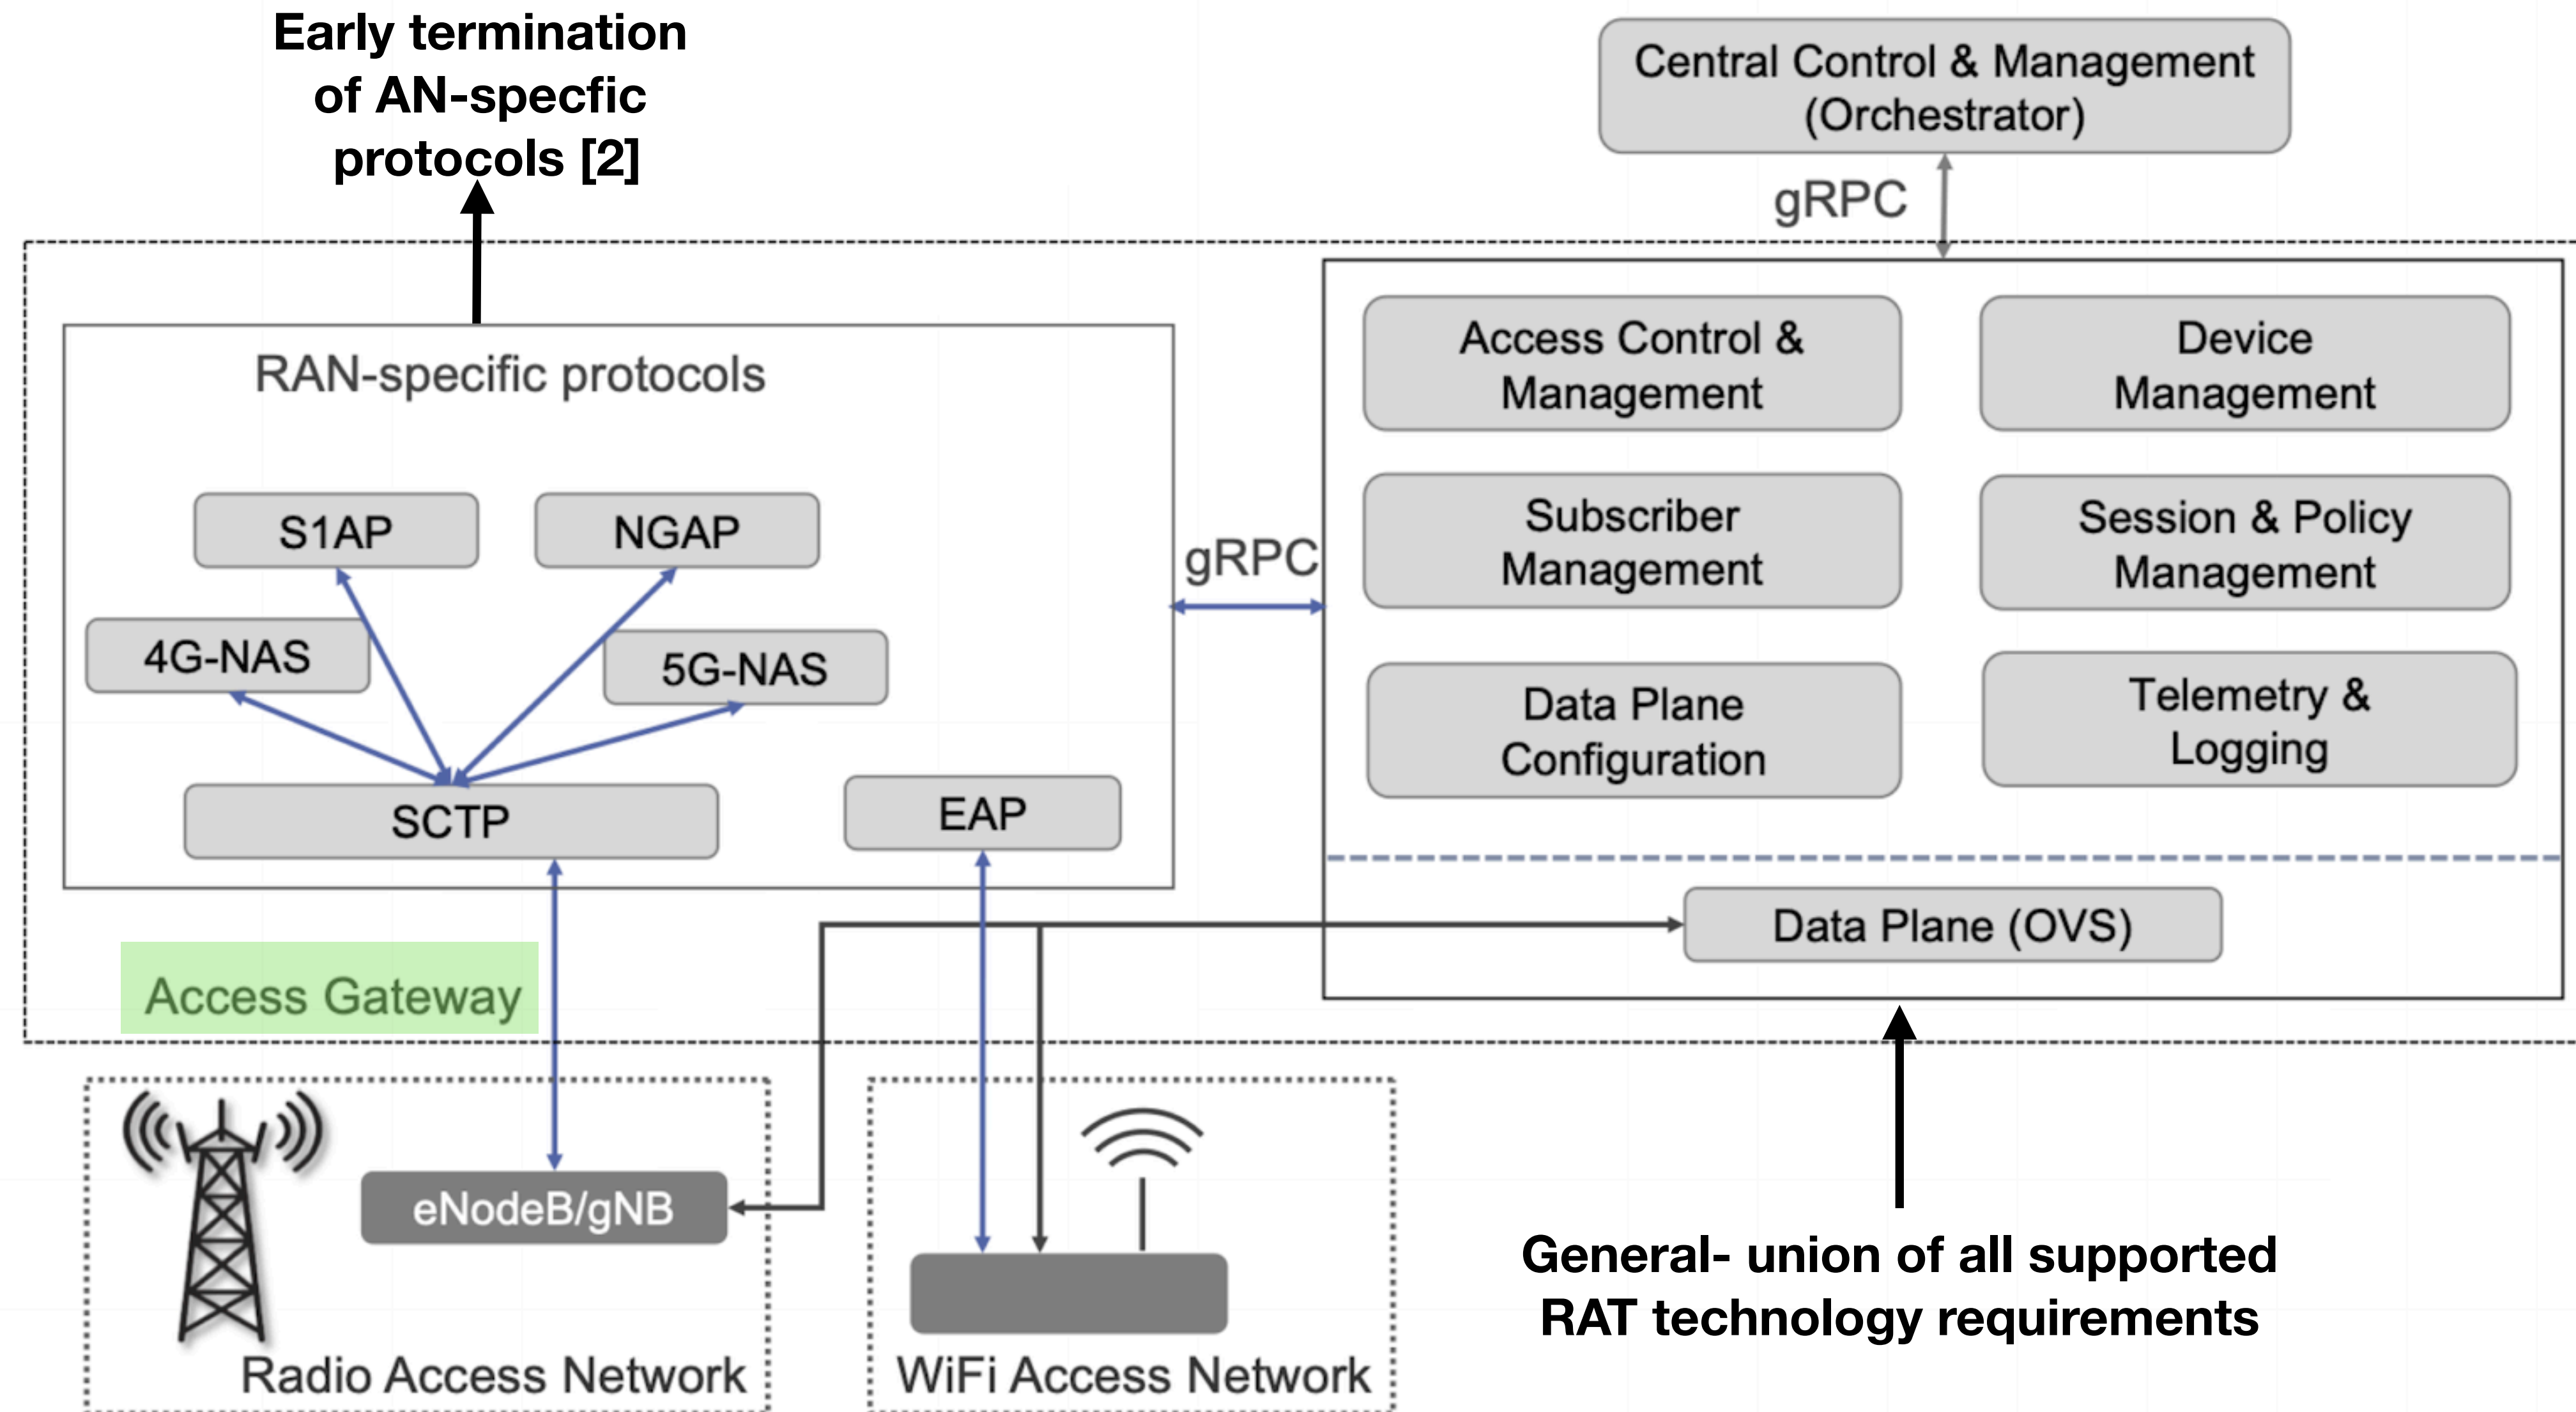 Early termination
of AN-specfic
protocols [2]
Central Control & Management
(Orchestrator)
gRPC
RAN-specific protocols
S1AP
NGAP
4G-NAS
5G-NAS
SCTP
EAP
gRPC
Access Control &
Management
Device
Management
Subscriber
Management
Session & Policy
Management
Data Plane
Configuration
Telemetry &
Logging
Data Plane (OVS)
Access Gateway
eNodeB/gNB
Radio Access Network
WiFi Access Network
General- union of all supported
RAT technology requirements